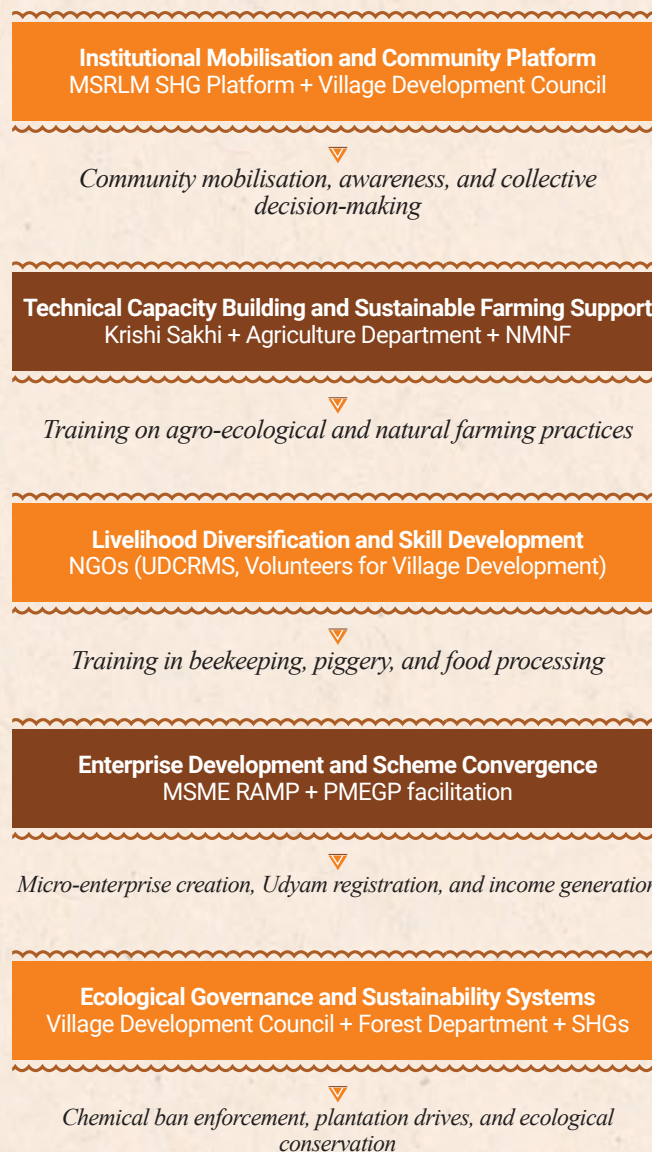 Institutional Mobilisation and Community Platform
MSRLM SHG Platform + Village Development Council
Community mobilisation, awareness, and collective
decision-making
Technical Capacity Building and Sustainable Farming Support
Krishi Sakhi + Agriculture Department + NMNF
Training on agro-ecological and natural farming practices
Livelihood Diversification and Skill Development
NGOs (UDCRMS, Volunteers for Village Development)
Training in beekeeping, piggery, and food processing
Enterprise Development and Scheme Convergence
MSME RAMP + PMEGP facilitation
Micro-enterprise creation, Udyam registration, and income generation
Ecological Governance and Sustainability Systems
Village Development Council + Forest Department + SHGs
Chemical ban enforcement, plantation drives, and ecological
conservation